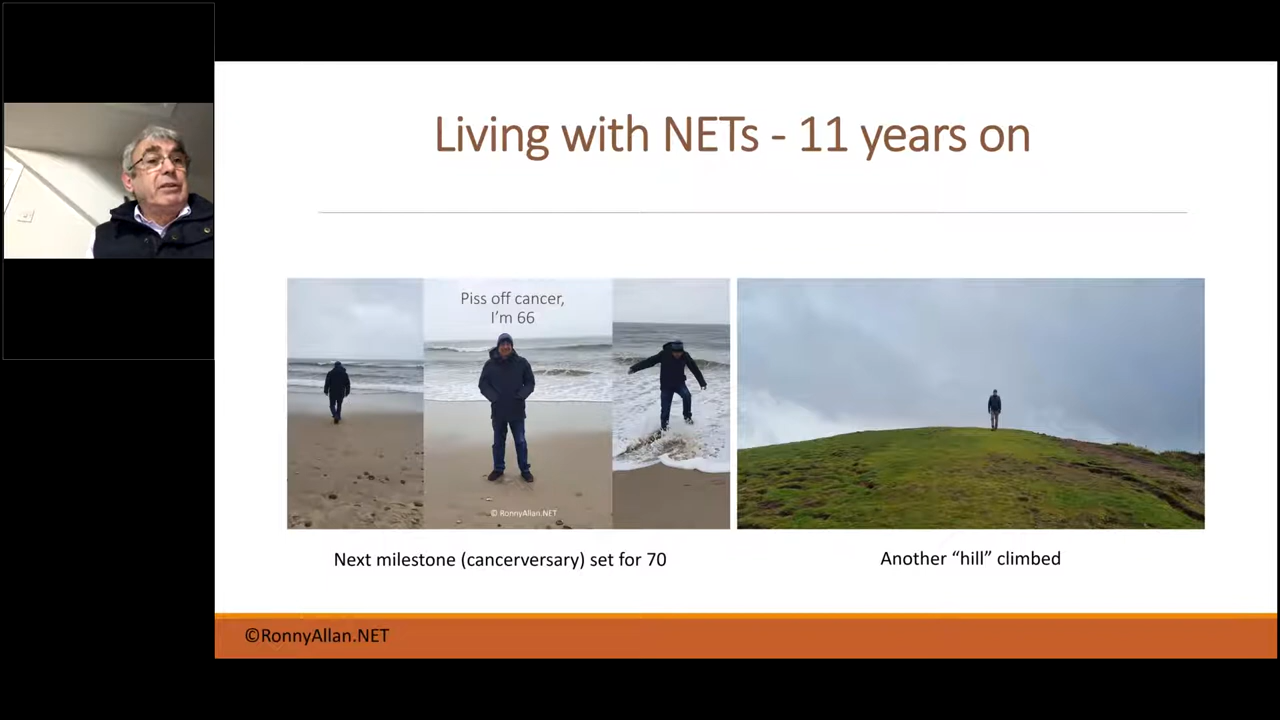 Living with NETs - 11 years on
Piss off cancer,
I'm 66
© RonnyAllan.NET
Next milestone (cancerversary) set for 70
Another “hill” climbed
©RonnyAllan.NET